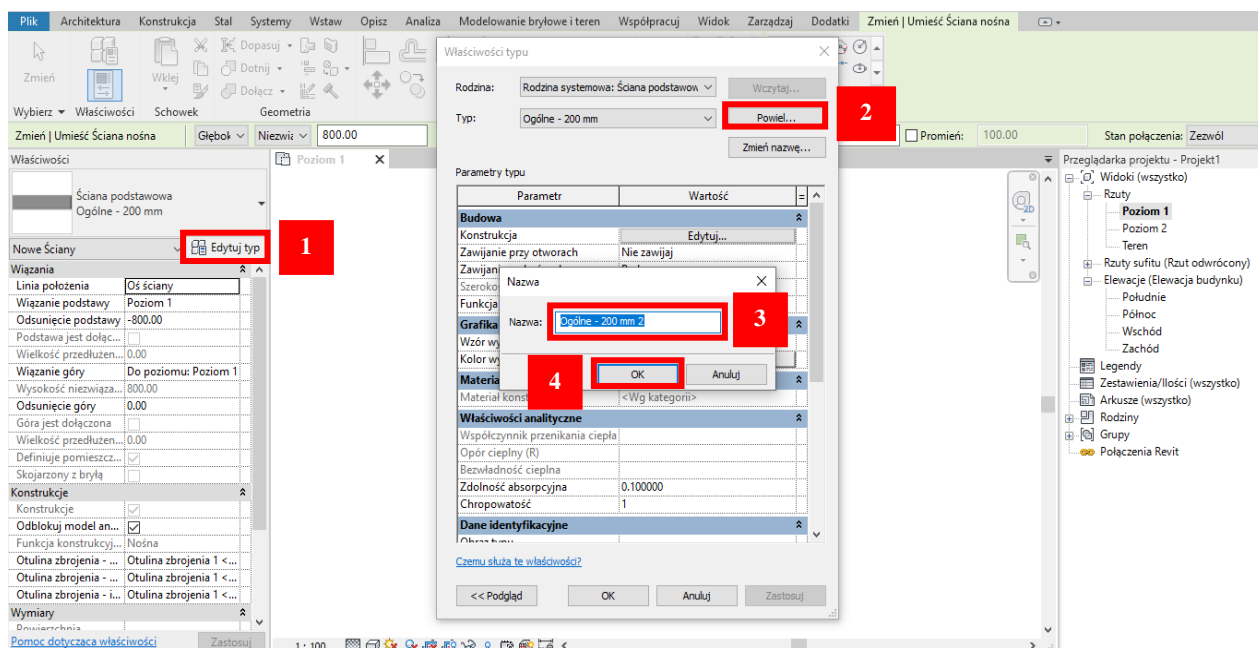 Plik Architektura Konstrukcja Stal Systemy Wstaw Opisz Analiza Modelowanie bryłowe i teren Współpracuj Widok Zarządzaj Dodatki Zmień | Umieść Ściana nośna
Zmień
Wklej
Dopasuj
Dotnij
Dołącz
Wybierz Właściwości Schowek Geometria
Zmień | Umieść Ściana nośna Głębok Niezwią 800.00 Promień: 100.00 Stan połączenia: Zezwól
Właściwości
Ściana podstawowa
Ogólne - 200 mm
Nowe Ściany Edytuj typ
1
Wiązania
Linia położenia Oś ściany
Wiązanie podstawy Poziom 1
Odsunięcie podstawy -800.00
Podstawa jest dołąc...
Wielkość przedłużen... 0.00
Wiązanie góry Do poziomu: Poziom 1
Wysokość niezwiąza... 800.00
Odsunięcie góry 0.00
Góra jest dołączona
Wielkość przedłużen... 0.00
Definiuje pomieszcz...
Skojarzony z bryłą
Konstrukcje
Konstrukcje
Odblokuj model an...
Funkcja konstrukcyj... Nośna
Otulina zbrojenia - ... Otulina zbrojenia 1 <...
Otulina zbrojenia - ... Otulina zbrojenia 1 <...
Otulina zbrojenia - i... Otulina zbrojenia 1 <...
Wymiary
Powierzchnia
Pomoc dotycząca właściwości Zastosuj
Poziom 1
1 : 100
Właściwości typu
Rodzina: Rodzina systemowa: Ściana podstawow Wczytaj...
Typ: Ogólne - 200 mm Powiel...
2
Zmień nazwę...
Parametry typu
Parametr Wartość =
Budowa
Konstrukcja Edytuj...
Zawijanie przy otworach Nie zawijaj
Funkcja
Grafika
Wzór wy
Kolor wy
Materia
Materiał konst <Wg kategorii>
Właściwości analityczne
Współczynnik przenikania ciepła
Opór cieplny (R)
Bezwładność cieplna
Zdolność absorpcyjna 0.100000
Chropowatość 1
Dane identyfikacyjne
Obraz typu
Czemu służą te właściwości?
<< Podgląd OK Anuluj Zastosuj
Nazwa
Nazwa: Ogólne - 200 mm 2
3
4
OK Anuluj
Przeglądarka projektu - Projekt1
Widoki (wszystko)
Rzuty
Poziom 1
Poziom 2
Teren
Rzuty sufitu (Rzut odwrócony)
Elewacje (Elewacja budynku)
Południe
Północ
Wschód
Zachód
Legendy
Zestawienia/Ilości (wszystko)
Arkusze (wszystko)
Rodziny
Grupy
Połączenia Revit
2D